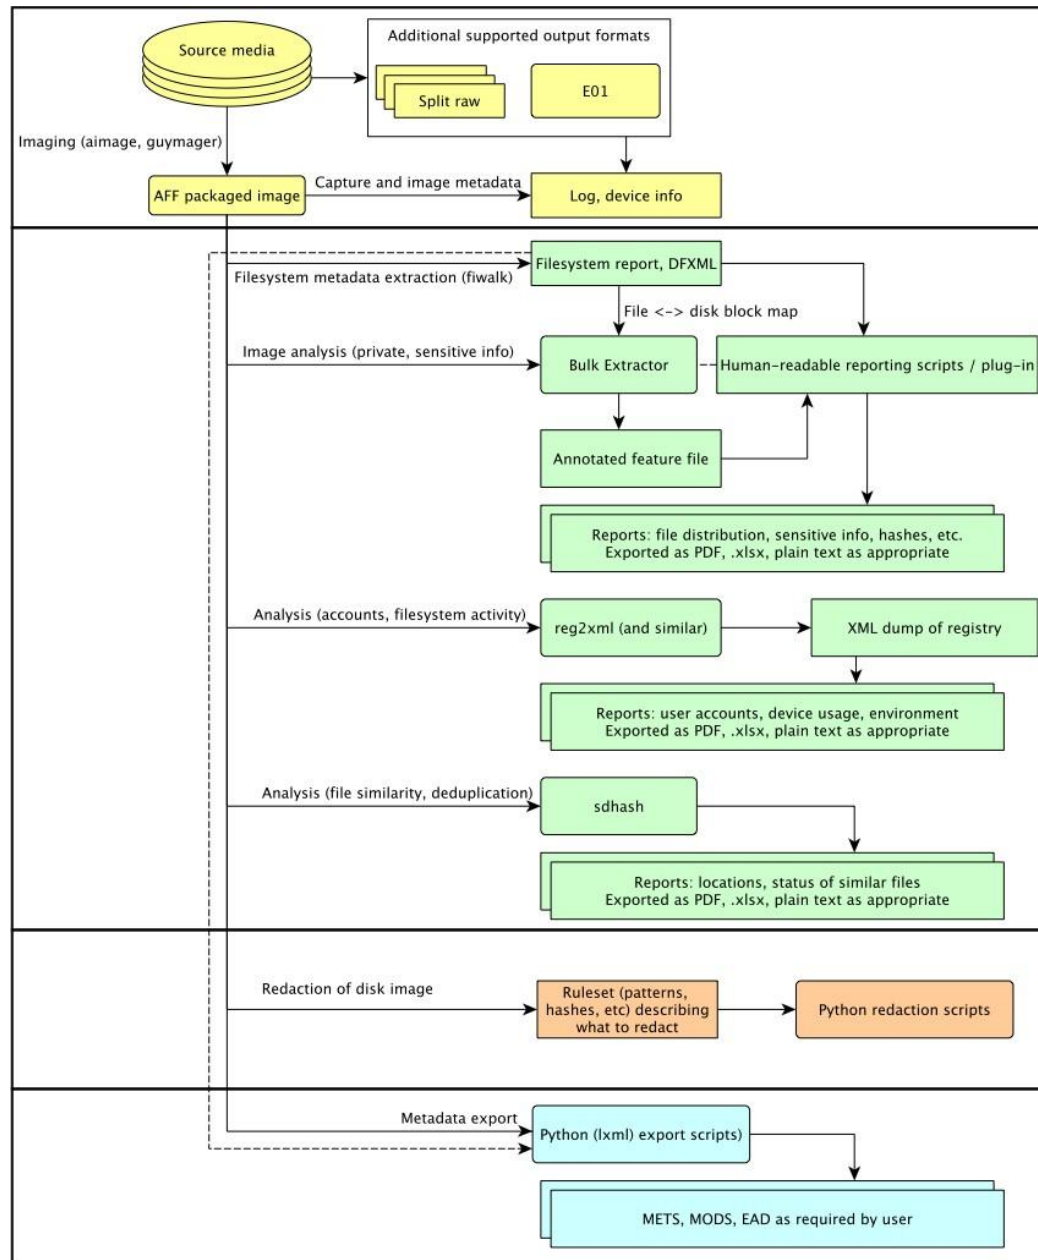 Source media
Additional supported output formats
Split raw
E01
Imaging (aimage, guymager)
AFF packaged image
Capture and image metadata
Log, device info
Filesystem report, DFXML
Filesystem metadata extraction (fiwalk)
File <-> disk block map
Image analysis (private, sensitive info)
Bulk Extractor
Human-readable reporting scripts / plug-in
Annotated feature file
Reports: file distribution, sensitive info, hashes, etc.
Exported as PDF, .xlsx, plain text as appropriate
Analysis (accounts, filesystem activity)
reg2xml (and similar)
XML dump of registry
Reports: user accounts, device usage, environment
Exported as PDF, .xlsx, plain text as appropriate
Analysis (file similarity, deduplication)
sdhash
Reports: locations, status of similar files
Exported as PDF, .xlsx, plain text as appropriate
Redaction of disk image
Ruleset (patterns,
hashes, etc) describing
what to redact
Python redaction scripts
Metadata export
Python (lxml) export scripts)
METS, MODS, EAD as required by user